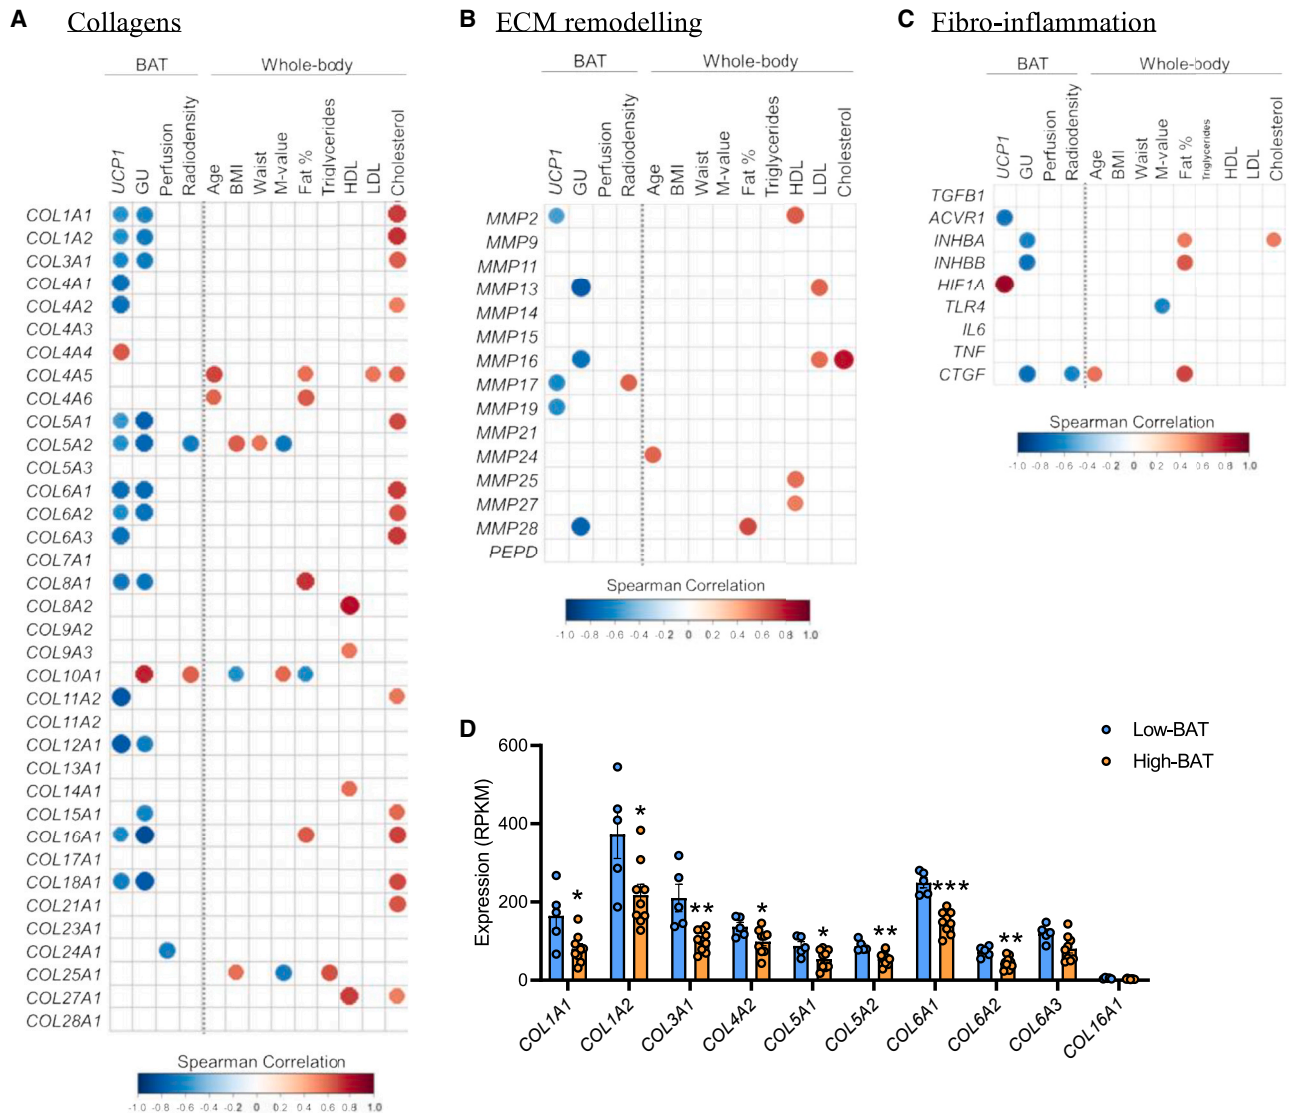 A Collagens
BAT Whole-body
UCP1 GU Perfusion Radiodensity Age BMI Waist M-value Fat % Triglycerides HDL LDL Cholesterol
COL1A1
COL1A2
COL3A1
COL4A1
COL4A2
COL4A3
COL4A4
COL4A5
COL4A6
COL5A1
COL5A2
COL5A3
COL6A1
COL6A2
COL6A3
COL7A1
COL8A1
COL8A2
COL9A2
COL9A3
COL10A1
COL11A2
COL11A2
COL12A1
COL13A1
COL14A1
COL15A1
COL16A1
COL17A1
COL18A1
COL21A1
COL23A1
COL24A1
COL25A1
COL27A1
COL28A1
Spearman Correlation
-1.0 -0.8 -0.6 -0.4 -0.2 0 0.2 0.4 0.6 0.8 1.0
B ECM remodelling
BAT Whole-body
UCP1 GU Perfusion Radiodensity Age BMI Waist M-value Fat % Triglycerides HDL LDL Cholesterol
MMP2
MMP9
MMP11
MMP13
MMP14
MMP15
MMP16
MMP17
MMP19
MMP21
MMP24
MMP25
MMP27
MMP28
PEPD
Spearman Correlation
-1.0 -0.8 -0.6 -0.4 -0.2 0 0.2 0.4 0.6 0.8 1.0
C Fibro-inflammation
BAT Whole-body
UCP1 GU Perfusion Radiodensity Age BMI Waist M-value Fat % Triglycerides HDL LDL Cholesterol
TGFB1
ACVR1
INHBA
INHBB
HIF1A
TLR4
IL6
TNF
CTGF
Spearman Correlation
-1.0 -0.8 -0.6 -0.4 -0.2 0 0.2 0.4 0.6 0.8 1.0
D
Low-BAT
High-BAT
Expression (RPKM)
600
400
200
0
* * ** * * ** *** **
COL1A1 COL1A2 COL3A1 COL4A2 COL5A1 COL5A2 COL6A1 COL6A2 COL6A3 COL16A1